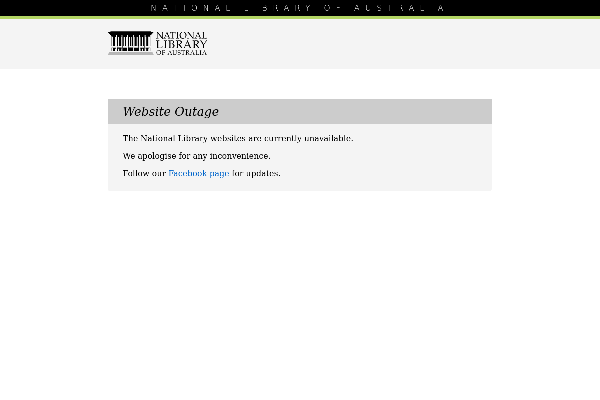 NATIONAL LIBRARY OF AUSTRALIA
NATIONAL
LIBRARY
OF AUSTRALIA
Website Outage
The National Library websites are currently unavailable.
We apologise for any inconvenience.
Follow our Facebook page for updates.